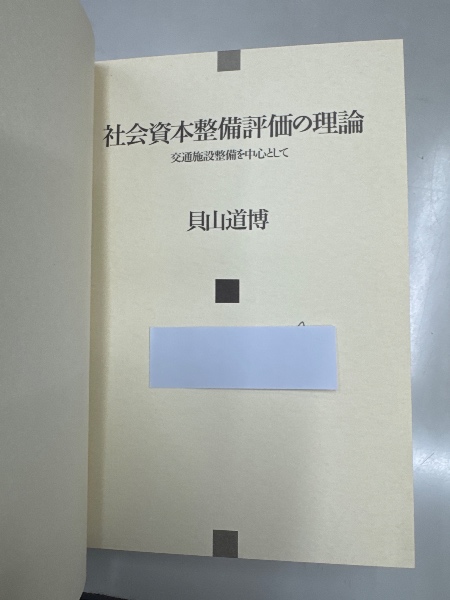 社会資本整備評価の理論
交通施設整備を中心として
貝山道博